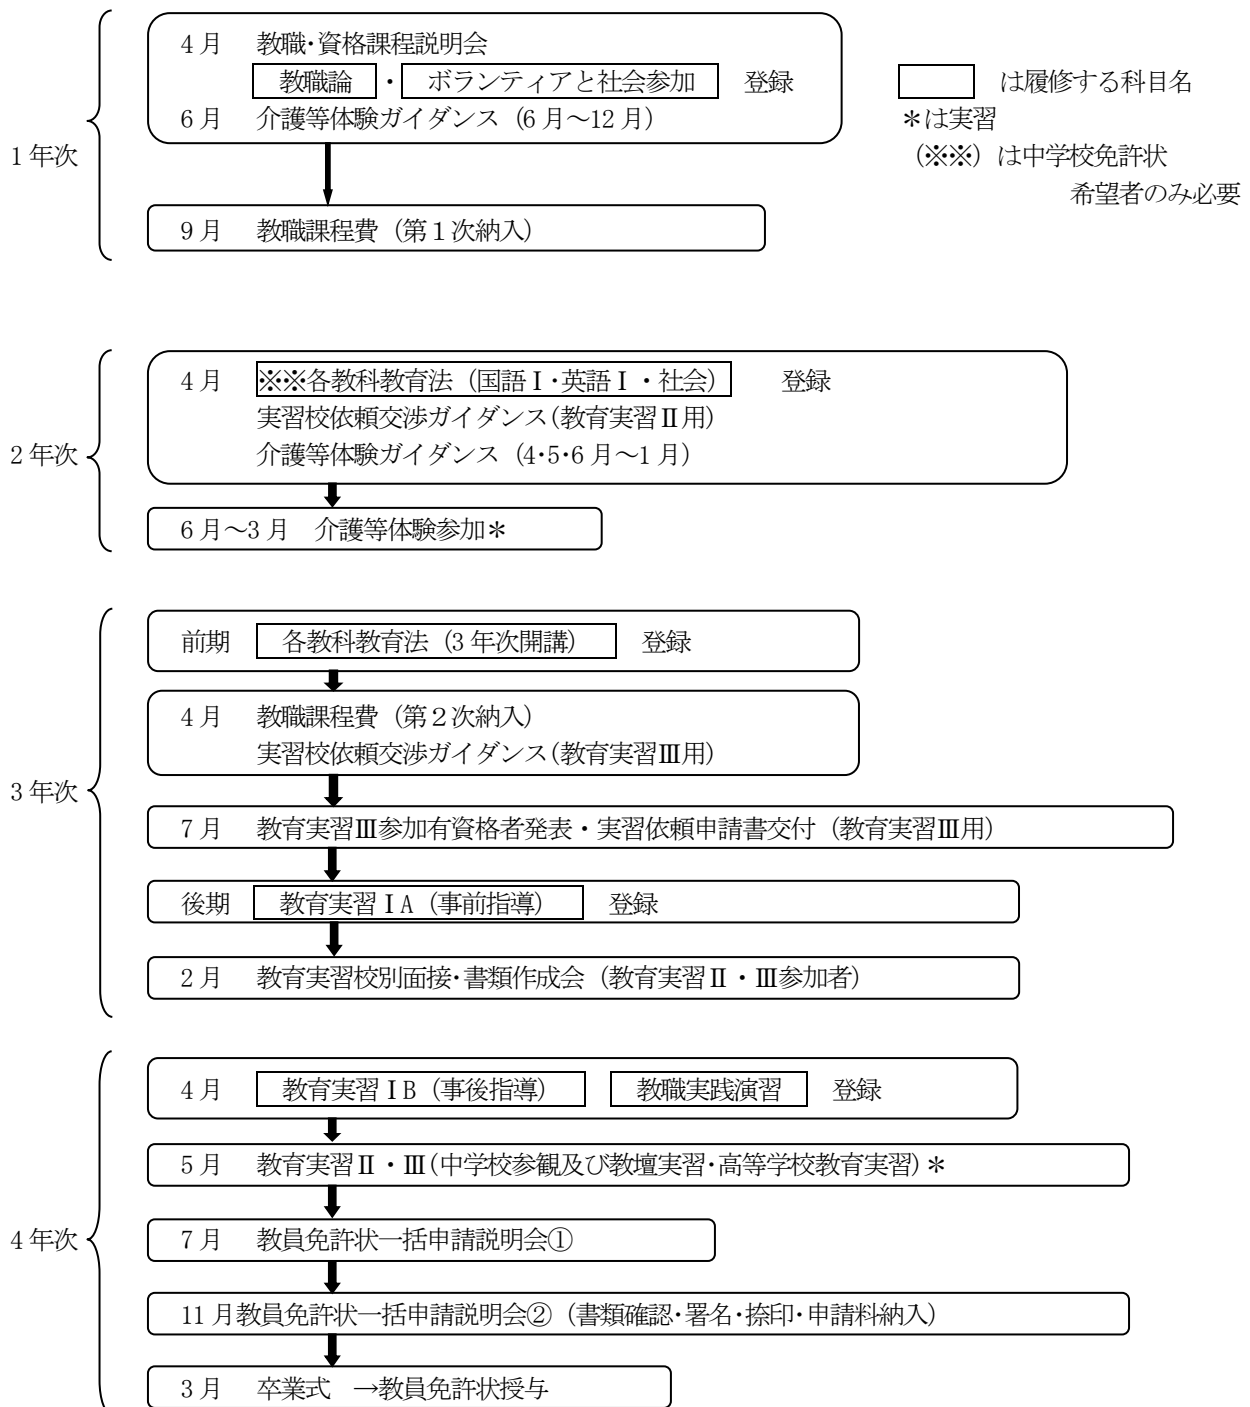 4月　教職・資格課程説明会
教職論 ・ ボランティアと社会参加　登録
6月　介護等体験ガイダンス（6月～12月）
1年次
9月　教職課程費（第１次納入）
は履修する科目名
＊は実習
（※※）は中学校免許状
希望者のみ必要
4月　※※各教科教育法（国語Ⅰ・英語Ⅰ・社会）　登録
実習校依頼交渉ガイダンス（教育実習Ⅱ用）
2年次
介護等体験ガイダンス（4・5・6月～1月）
6月～3月　介護等体験参加＊
前期　各教科教育法（3年次開講）　登録
4月　教職課程費（第２次納入）
実習校依頼交渉ガイダンス（教育実習Ⅲ用）
3年次
7月　教育実習Ⅲ参加有資格者発表・実習依頼申請書交付（教育実習Ⅲ用）
後期　教育実習ⅠA（事前指導）　登録
2月　教育実習校別面接・書類作成会（教育実習Ⅱ・Ⅲ参加者）
4月　教育実習ⅠB（事後指導）　教職実践演習　登録
5月　教育実習Ⅱ・Ⅲ（中学校参観及び教壇実習・高等学校教育実習）＊
4年次
7月　教員免許状一括申請説明会①
11月教員免許状一括申請説明会②（書類確認・署名・捺印・申請料納入）
3月　卒業式　→教員免許状授与